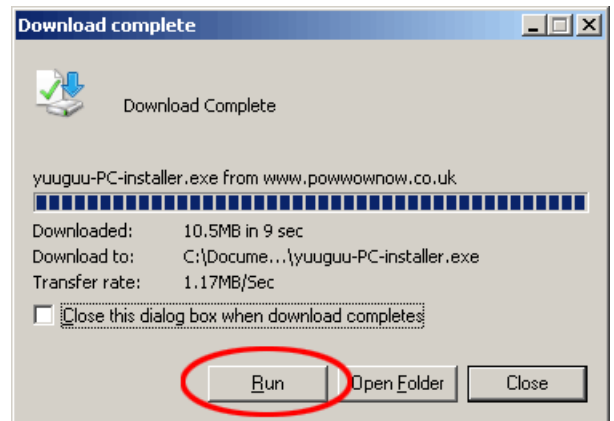 Download complete
Download Complete
yuuguu-PC-installer.exe from www.powwownow.co.uk
Downloaded: 10.5MB in 9 sec
Download to: C:\Docume...\yuuguu-PC-installer.exe
Transfer rate: 1.17MB/Sec
Close this dialog box when download completes
Run Open Folder Close